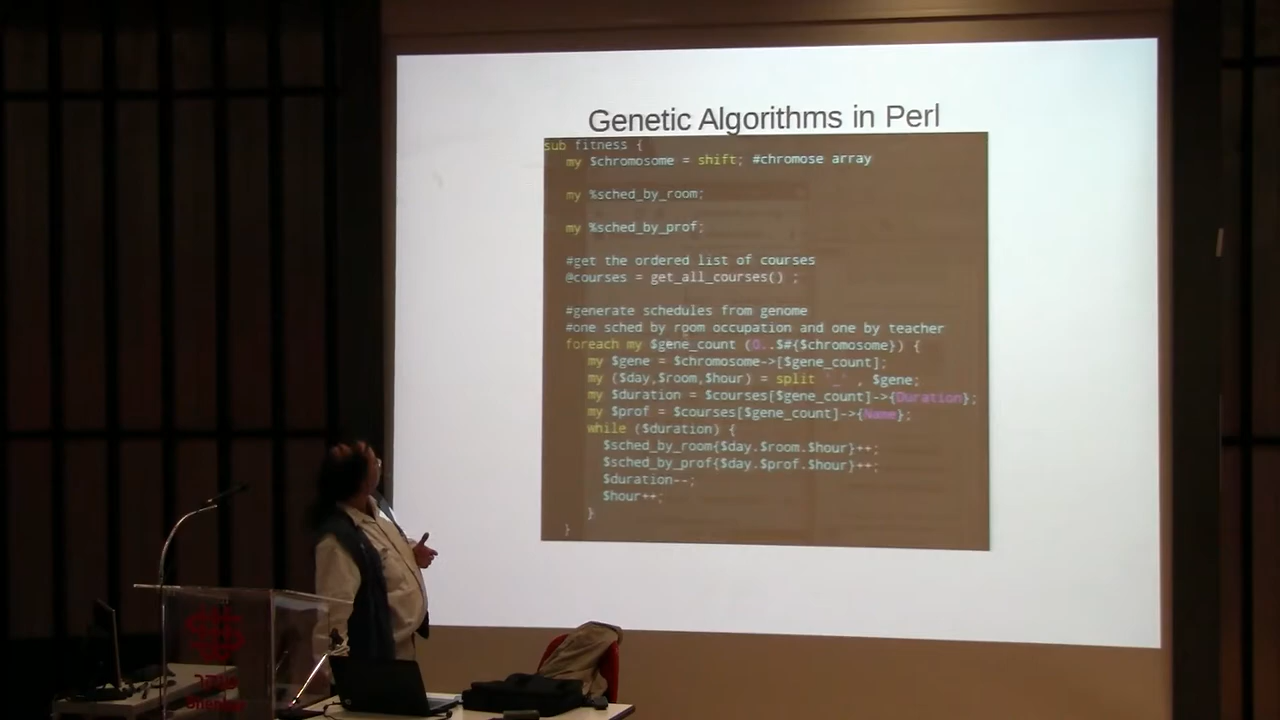 Genetic Algorithms in Perl
sub fitness {
my $chromosome = shift; #chromose array
my %sched_by_room;
my %sched_by_prof;
#get the ordered list of courses
@courses = get_all_courses() ;
#generate schedules from genome
#one sched by room occupation and one by teacher
foreach my $gene_count (0..$#{$chromosome}) {
my $gene = $chromosome->[$gene_count];
my ($day,$room,$hour) = split '_' , $gene;
my $duration = $courses[$gene_count]->{Duration};
my $prof = $courses[$gene_count]->{Name};
while ($duration) {
$sched_by_room{$day.$room.$hour}++;
$sched_by_prof{$day.$prof.$hour}++;
$duration--;
$hour++;
}
}
שנקר
Shenkar